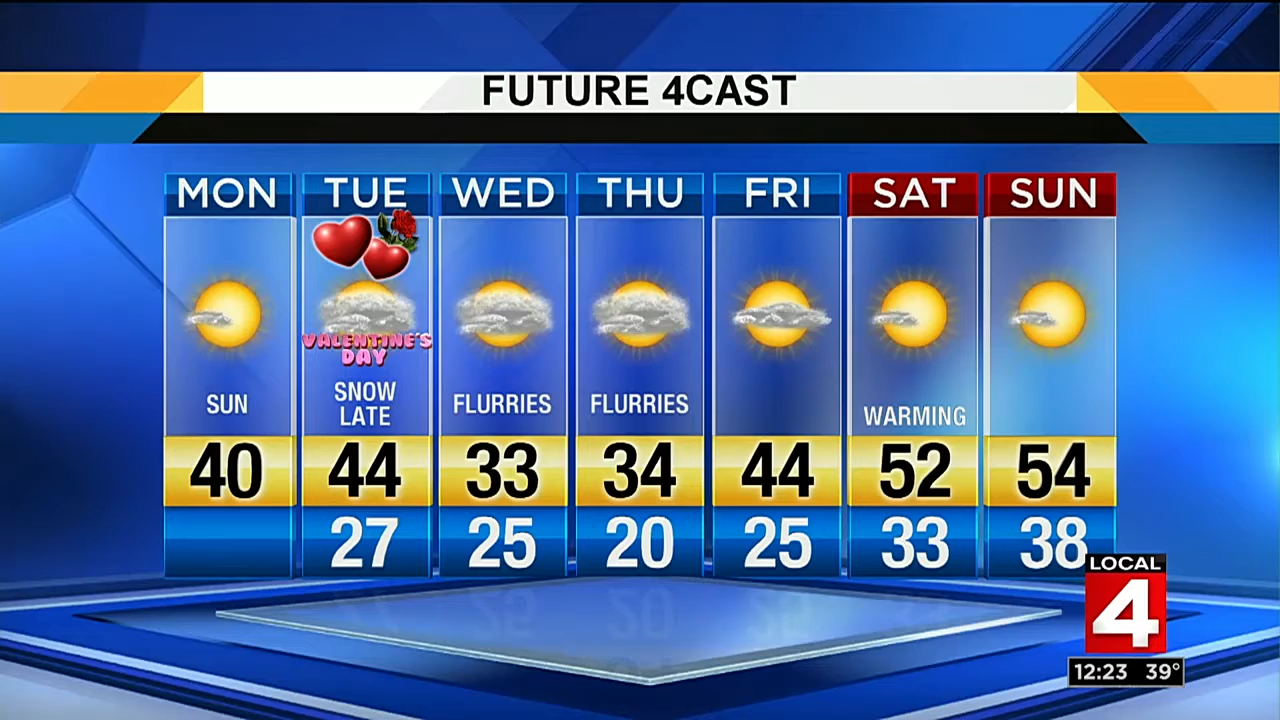 FUTURE 4CAST
MON TUE WED THU FRI SAT SUN
VALENTINE'S
DAY
SUN
SNOW
LATE
FLURRIES
FLURRIES
WARMING
40 44 33 34 44 52 54
27 25 20 25 33 38
LOCAL
4
12:23 39°